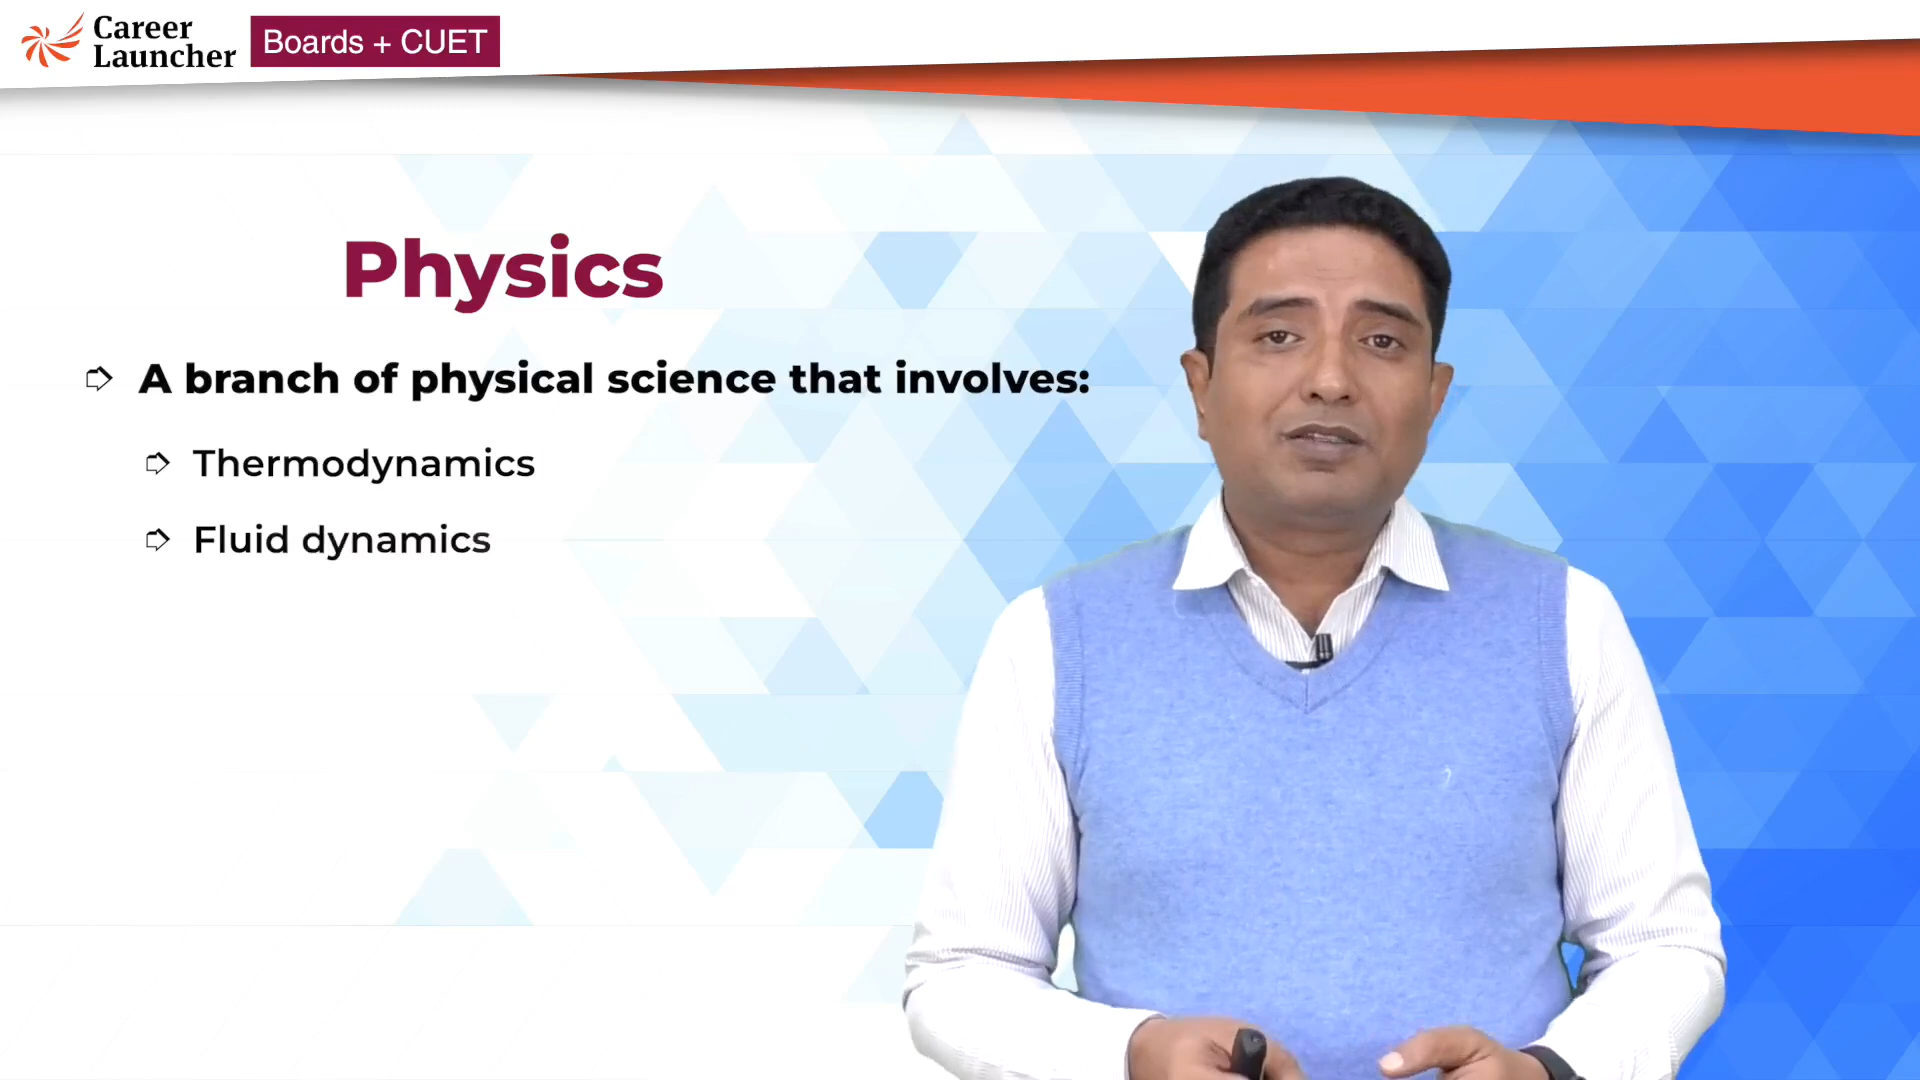 Career
Launcher
Boards + CUET
Physics
A branch of physical science that involves:
Thermodynamics
Fluid dynamics